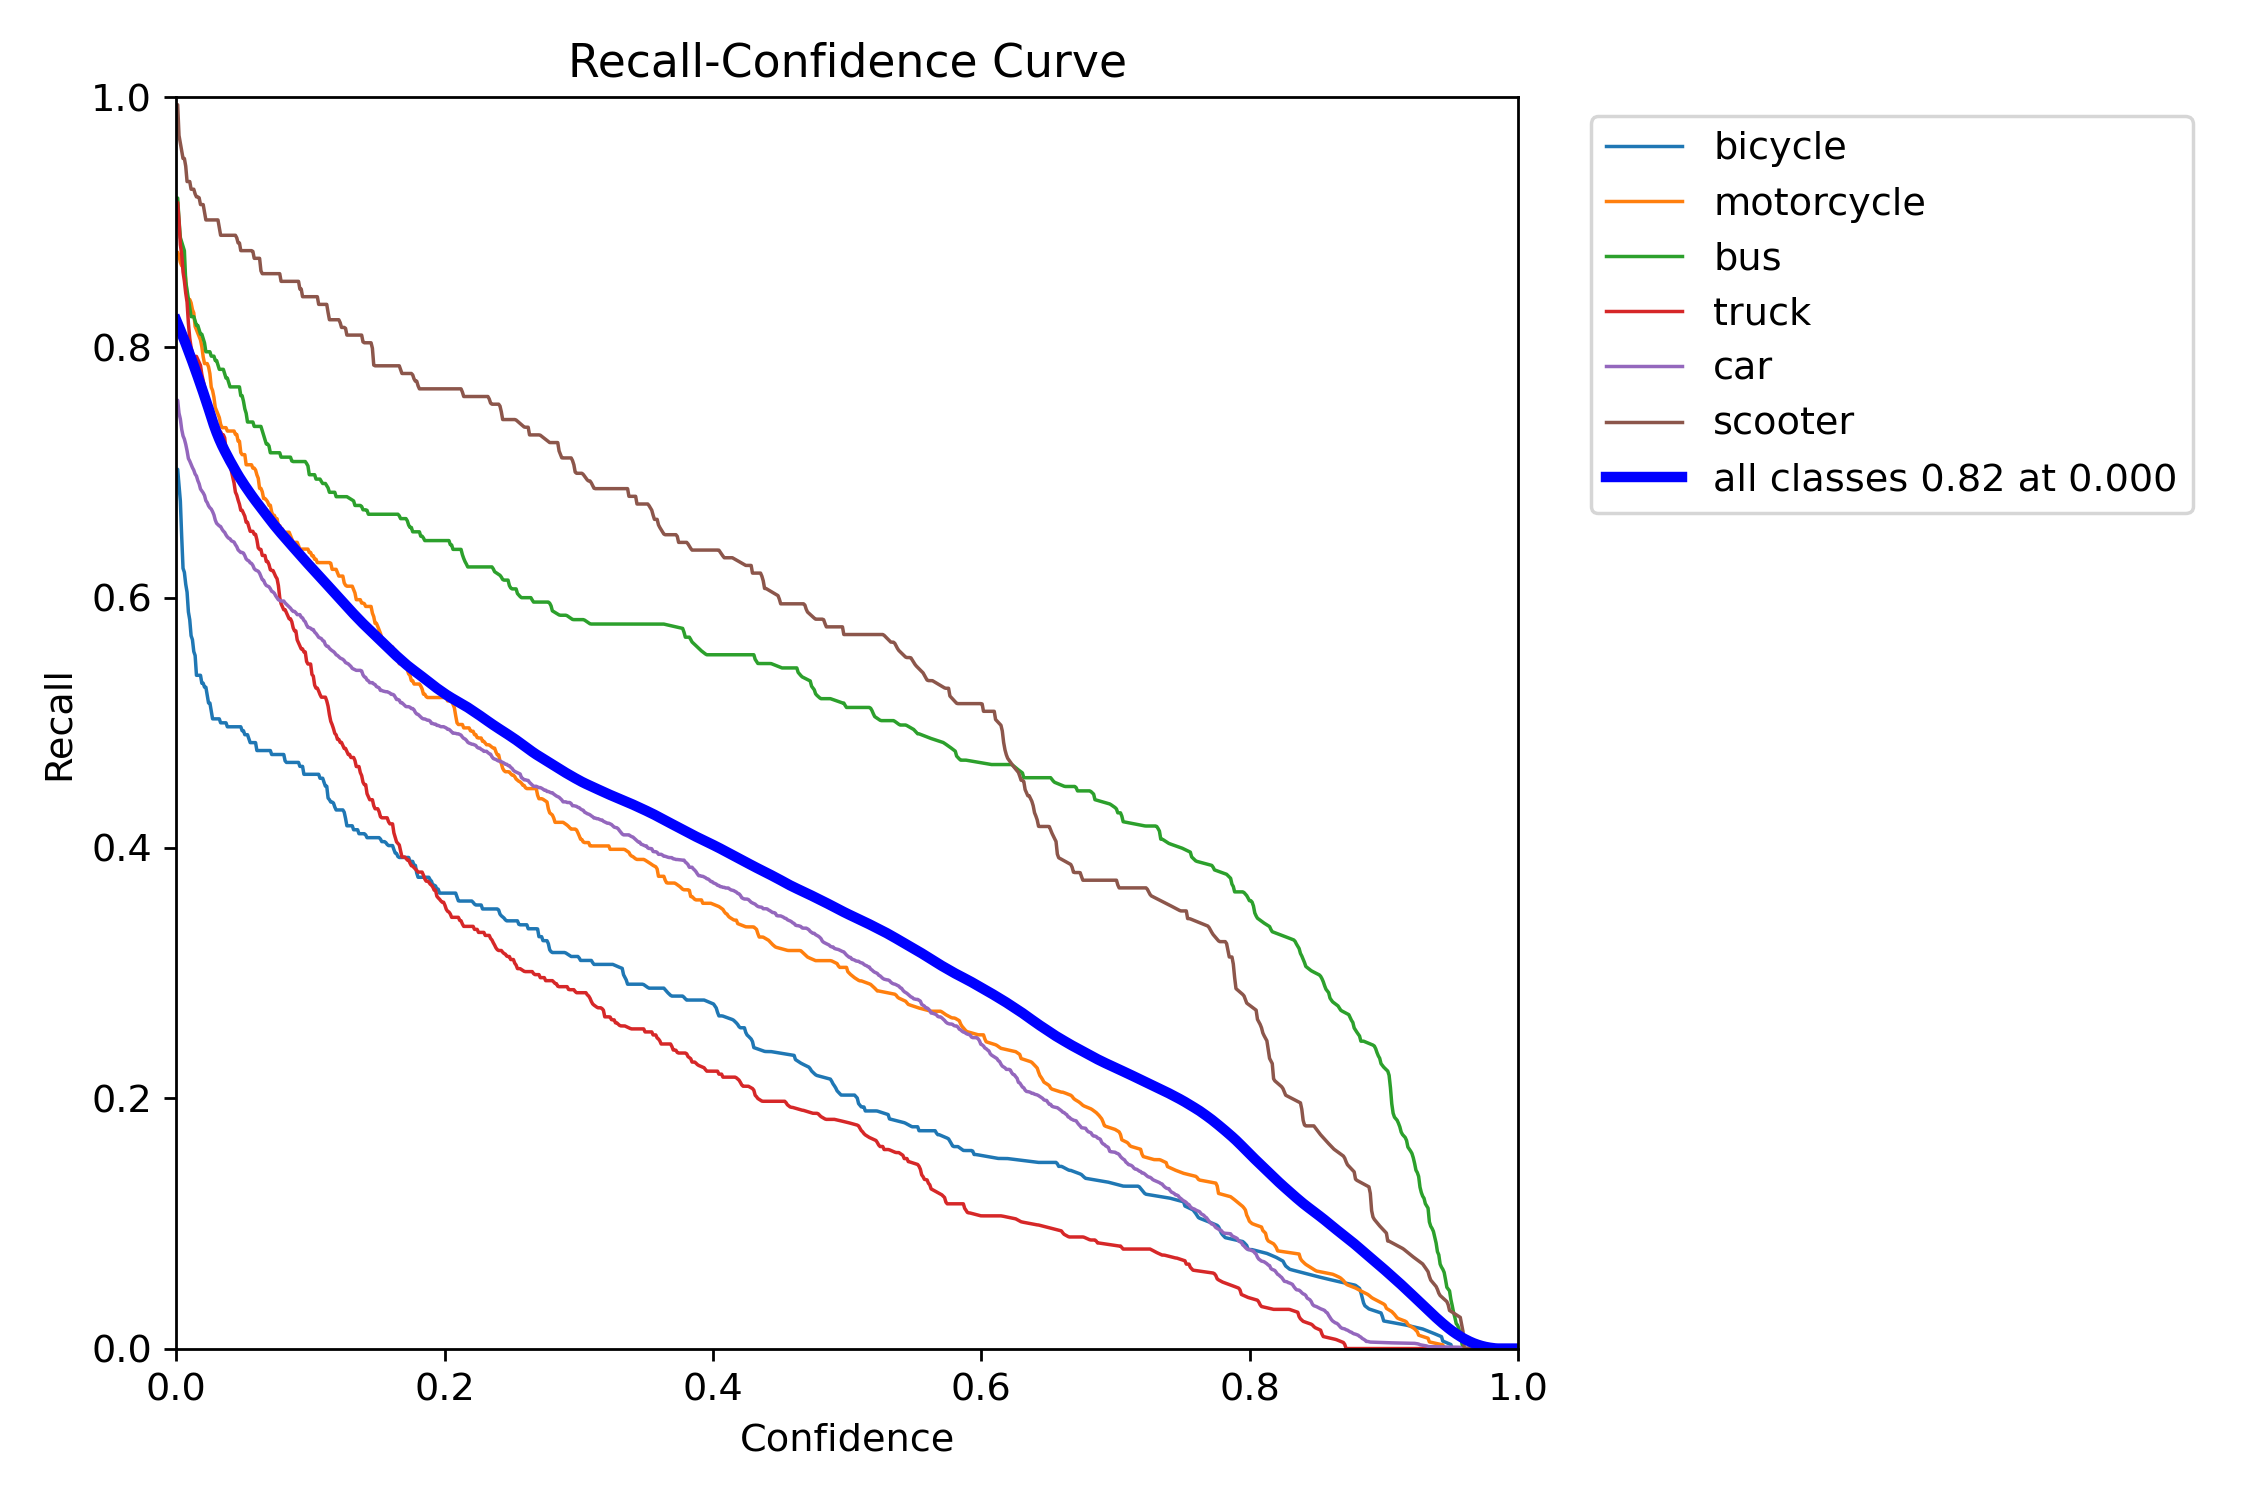 Recall-Confidence Curve
1.0
0.8
0.6
0.4
0.2
0.0
Recall
0.0 0.2 0.4 0.6 0.8 1.0
Confidence
bicycle
motorcycle
bus
truck
car
scooter
all classes 0.82 at 0.000